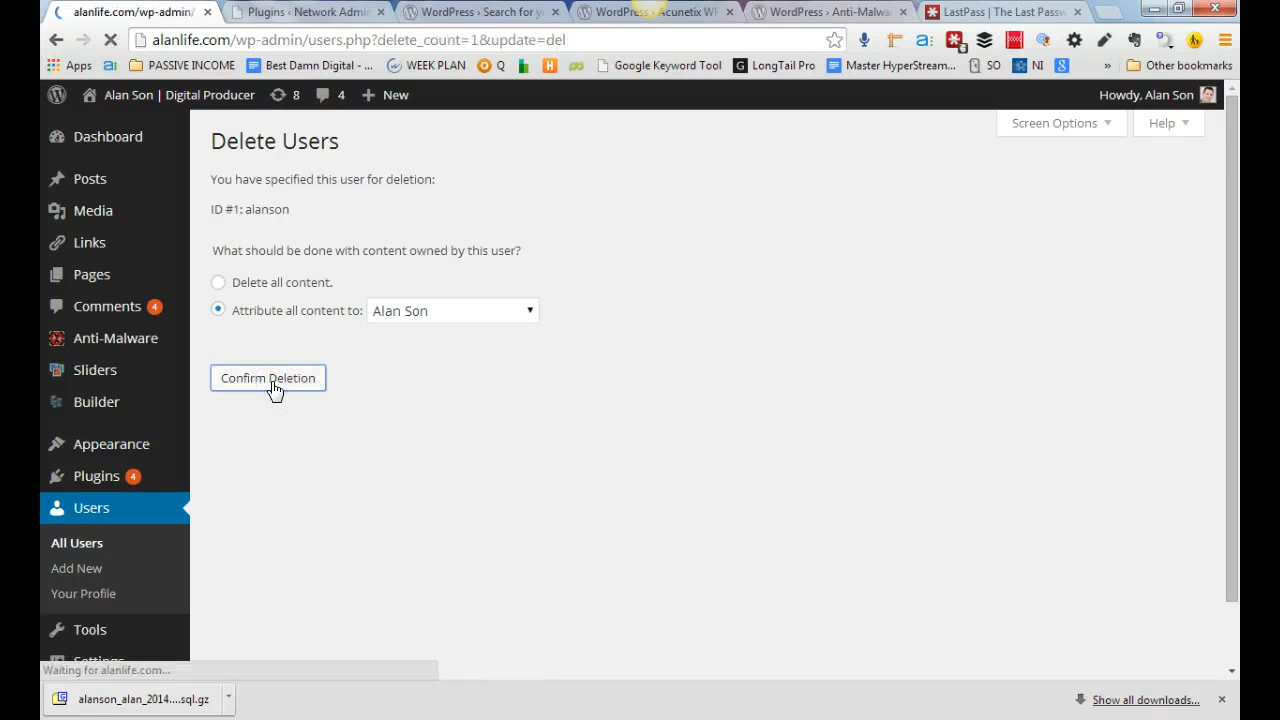 alanlife.com/wp-admin/
Plugins ‹ Network Admi
WordPress › Search for y
WordPress › Acunetix WP
WordPress › Anti-Malwa
LastPass | The Last Passw
alanlife.com/wp-admin/users.php?delete_count=1&update=del
6
Apps
PASSIVE INCOME
Best Damn Digital -...
WEEK PLAN
Q
Google Keyword Tool
LongTail Pro
Master HyperStream...
SO
NI
»
Other bookmarks
Alan Son | Digital Producer
8
4
New
Howdy, Alan Son
Screen Options
Help
Dashboard
Posts
Media
Links
Pages
Comments 4
Anti-Malware
Sliders
Builder
Appearance
Plugins 4
Users
All Users
Add New
Your Profile
Tools
Settings
Delete Users
You have specified this user for deletion:
ID #1: alanson
What should be done with content owned by this user?
Delete all content.
Attribute all content to: Alan Son
Confirm Deletion
Waiting for alanlife.com...
alanson_alan_2014....sql.gz
Show all downloads...